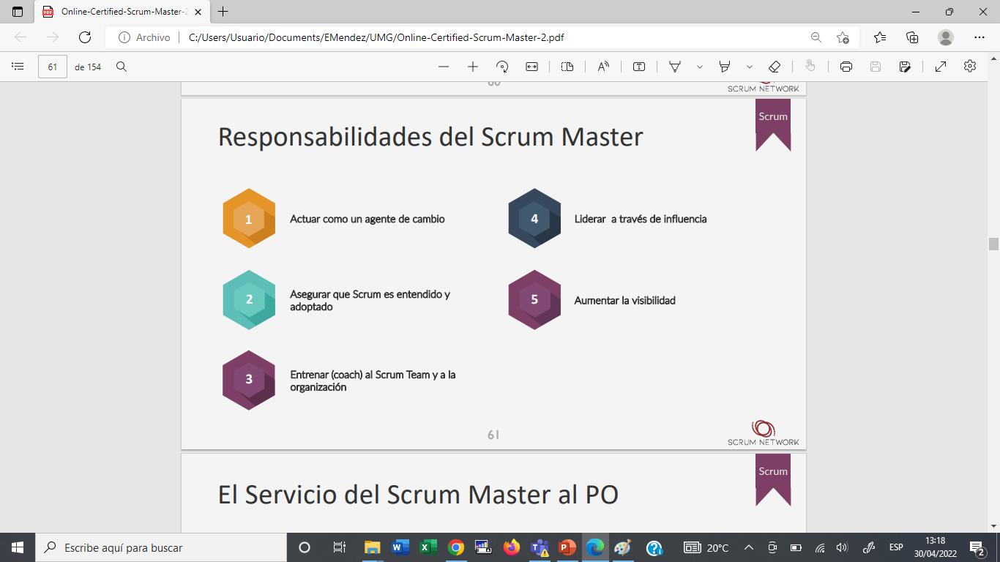 Online-Certified-Scrum-Master-2
Archivo
C:/Users/Usuario/Documents/EMendez/UMG/Online-Certified-Scrum-Master-2.pdf
61
de 154
60
SCRUM NETWORK
Scrum
Responsabilidades del Scrum Master
1
Actuar como un agente de cambio
2
Asegurar que Scrum es entendido y
adoptado
3
Entrenar (coach) al Scrum Team y a la
organización
4
Liderar a través de influencia
5
Aumentar la visibilidad
61
SCRUM NETWORK
Scrum
El Servicio del Scrum Master al PO
Escribe aquí para buscar
20°C
ESP
13:18
30/04/2022
2